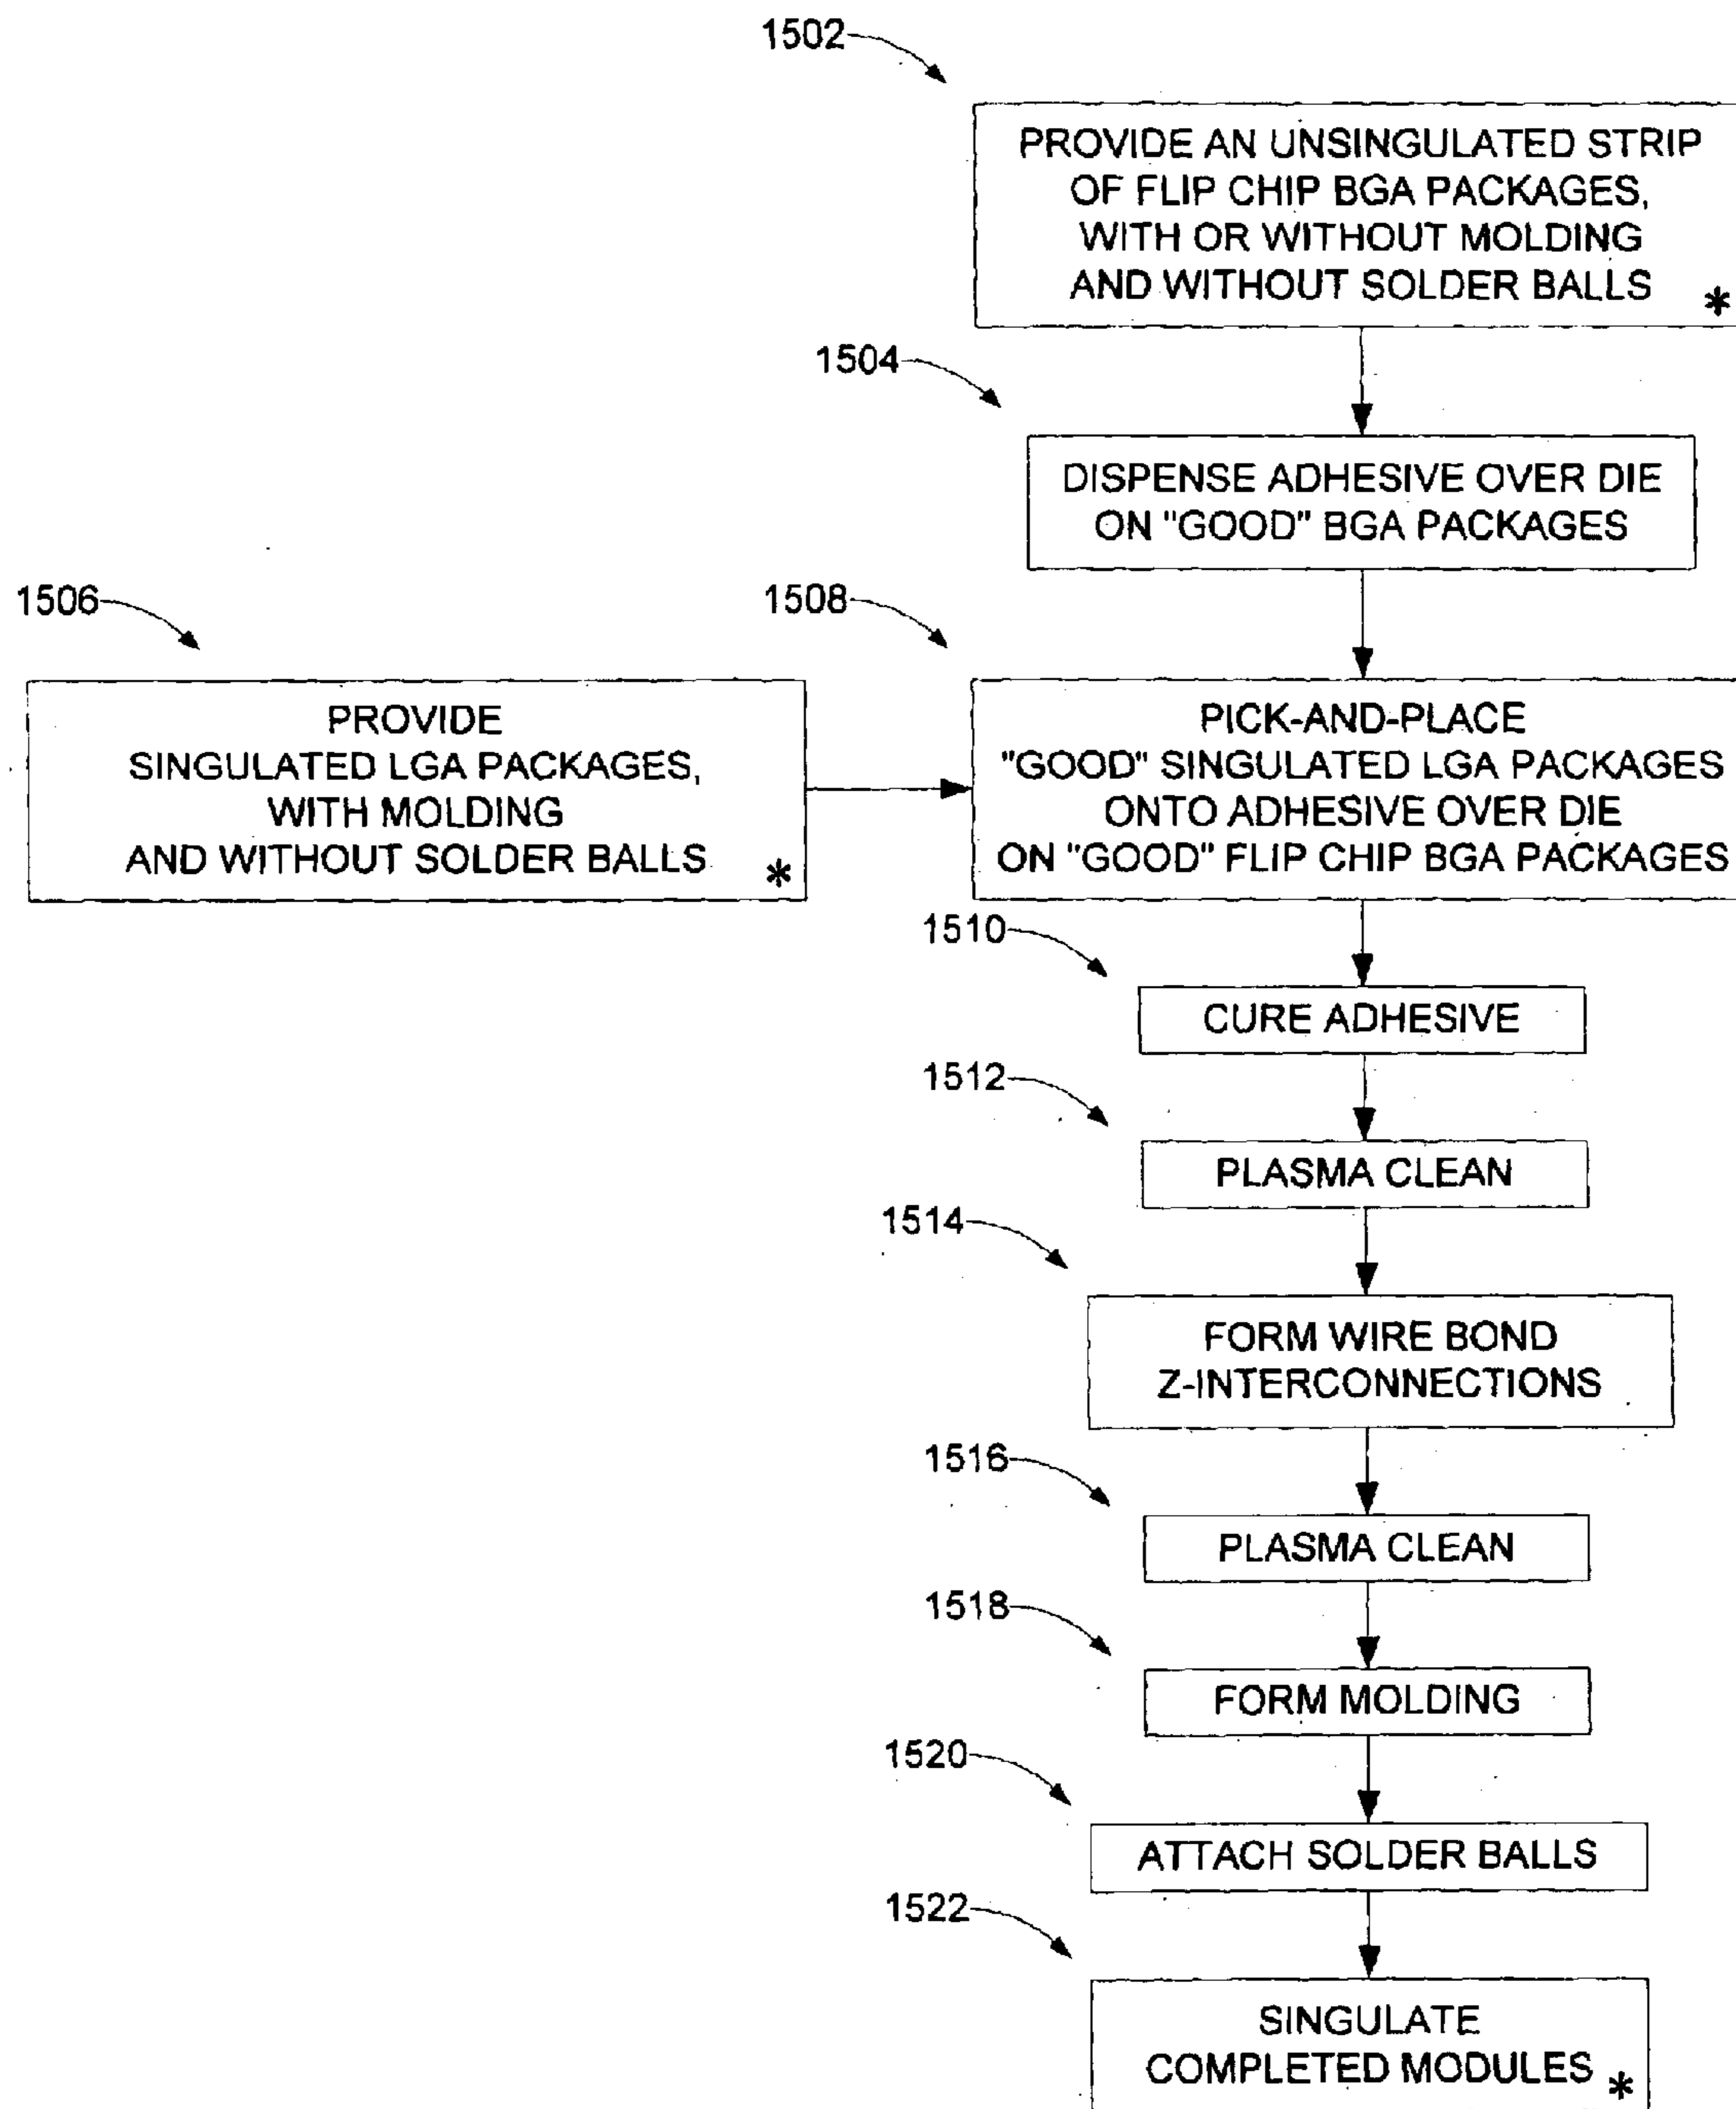 1502
PROVIDE AN UNSINGULATED STRIP
OF FLIP CHIP BGA PACKAGES,
WITH OR WITHOUT MOLDING
AND WITHOUT SOLDER BALLS *
1504
DISPENSE ADHESIVE OVER DIE
ON "GOOD" BGA PACKAGES
1506
PROVIDE
SINGULATED LGA PACKAGES,
WITH MOLDING
AND WITHOUT SOLDER BALLS *
1508
PICK-AND-PLACE
"GOOD" SINGULATED LGA PACKAGES
ONTO ADHESIVE OVER DIE
ON "GOOD" FLIP CHIP BGA PACKAGES
1510
CURE ADHESIVE
1512
PLASMA CLEAN
1514
FORM WIRE BOND
Z-INTERCONNECTIONS
1516
PLASMA CLEAN
1518
FORM MOLDING
1520
ATTACH SOLDER BALLS
1522
SINGULATE
COMPLETED MODULES *